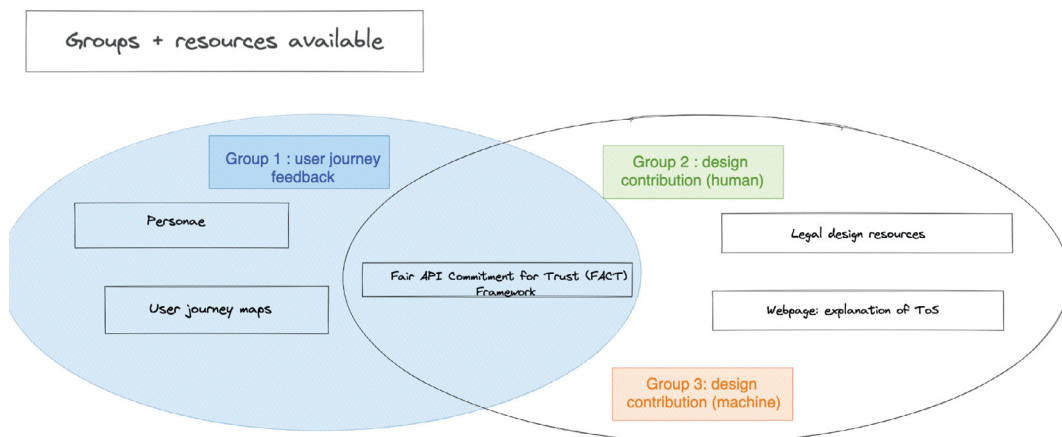 Groups + resources available
Group 1 : user journey
feedback
Group 2 : design
contribution (human)
Personae
Legal design resources
Fair API Commitment for Trust (FACT)
Framework
User journey maps
Webpage: explanation of ToS
Group 3: design
contribution (machine)